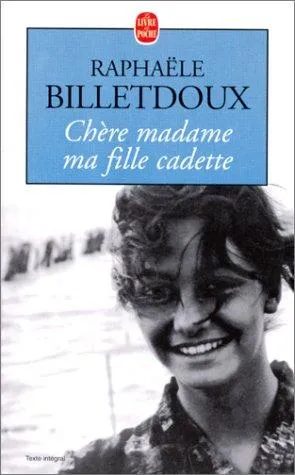 LE LIVRE
DE
POCHE
RAPHAËLE
BILLETDOUX
Chère madame
ma fille cadette
Texte intégral